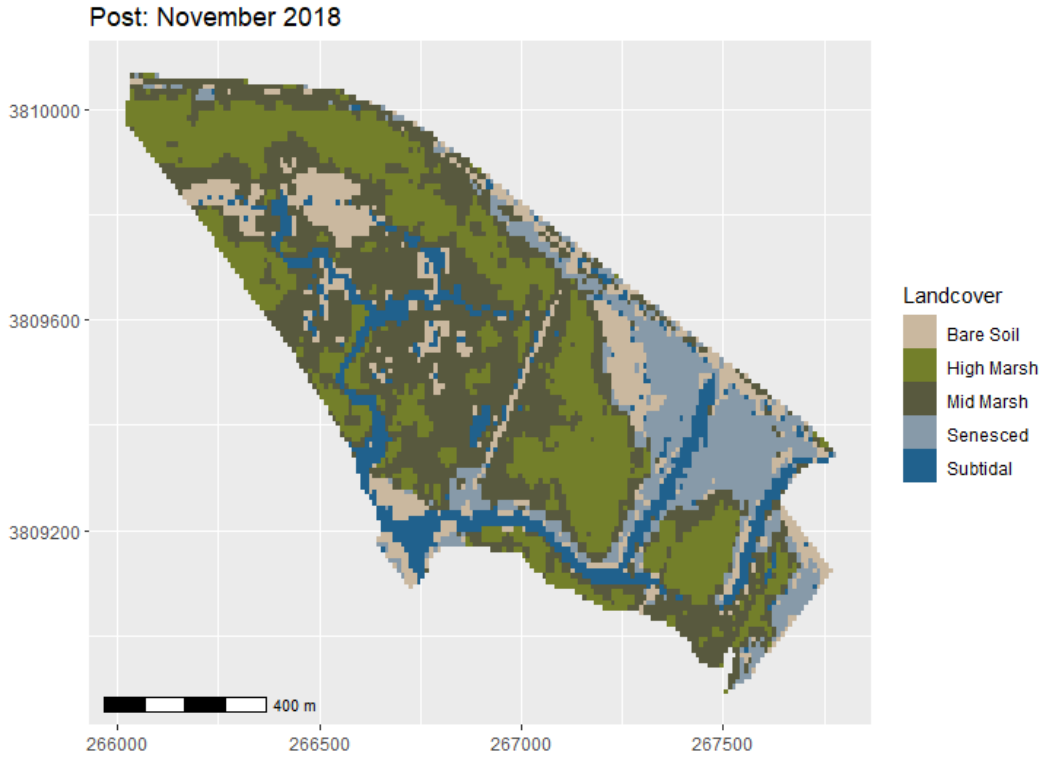 Post: November 2018
3810000
3809600
3809200
266000
266500
267000
267500
400 m
Landcover
Bare Soil
High Marsh
Mid Marsh
Senesced
Subtidal